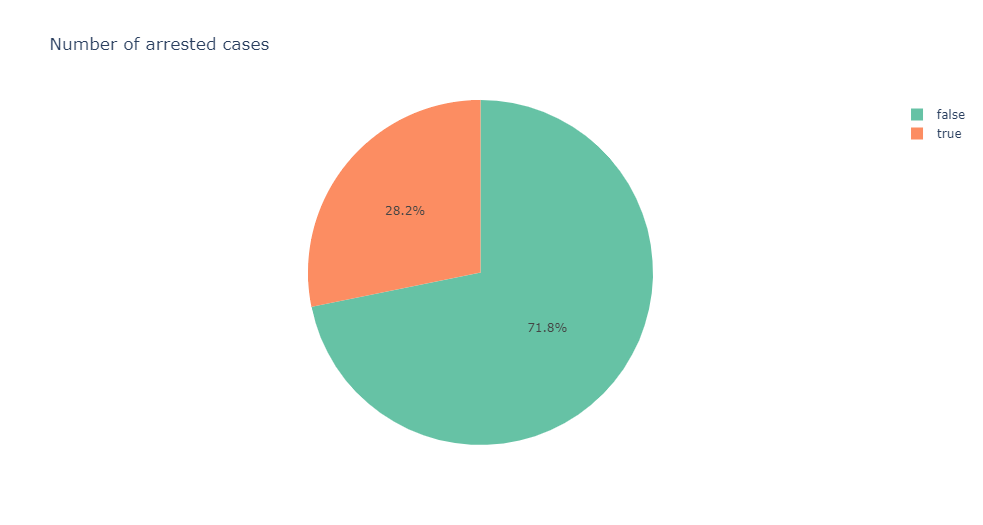 Number of arrested cases
false
true
28.2%
71.8%